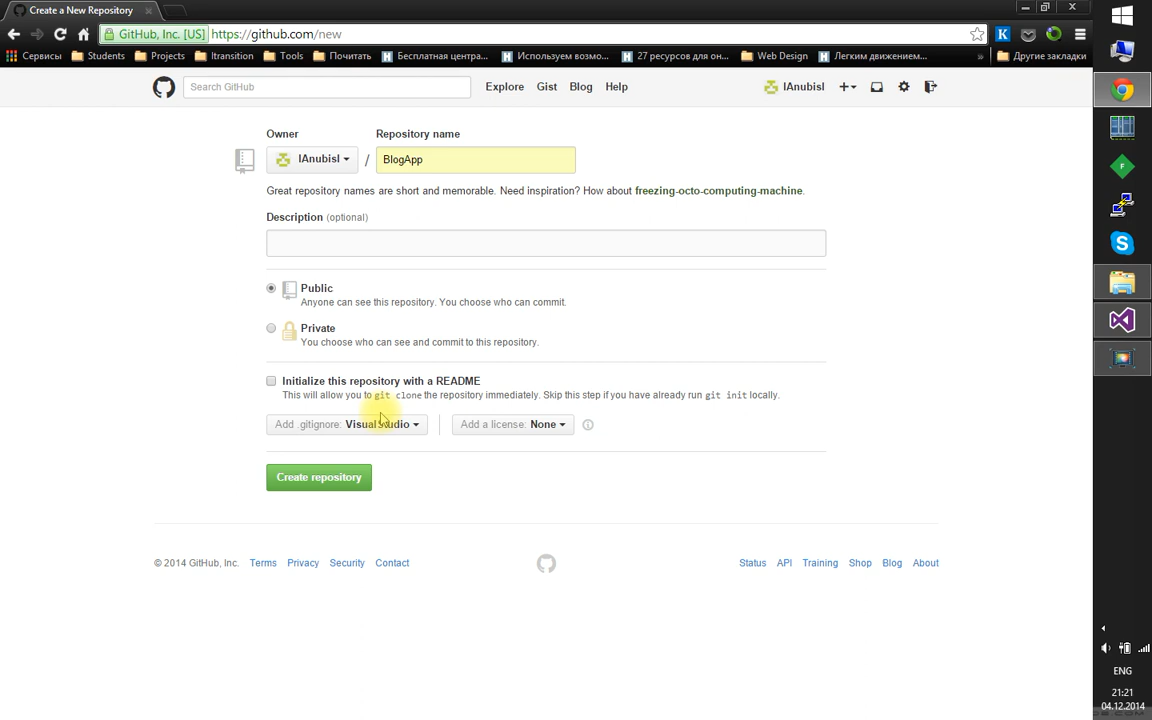 Create a New Repository
GitHub, Inc. [US] https://github.com/new
Сервисы Students Projects Itransition Tools Почитать Бесплатная центра... Используем возмо... 27 ресурсов для он... Web Design Легким движением... » Другие закладки
Search GitHub Explore Gist Blog Help IAnubisI
Owner Repository name
IAnubisI / BlogApp
Great repository names are short and memorable. Need inspiration? How about freezing-octo-computing-machine.
Description (optional)
Public
Anyone can see this repository. You choose who can commit.
Private
You choose who can see and commit to this repository.
Initialize this repository with a README
This will allow you to git clone the repository immediately. Skip this step if you have already run git init locally.
Add .gitignore: VisualStudio Add a license: None
Create repository
© 2014 GitHub, Inc. Terms Privacy Security Contact Status API Training Shop Blog About
ENG
21:21
04.12.2014